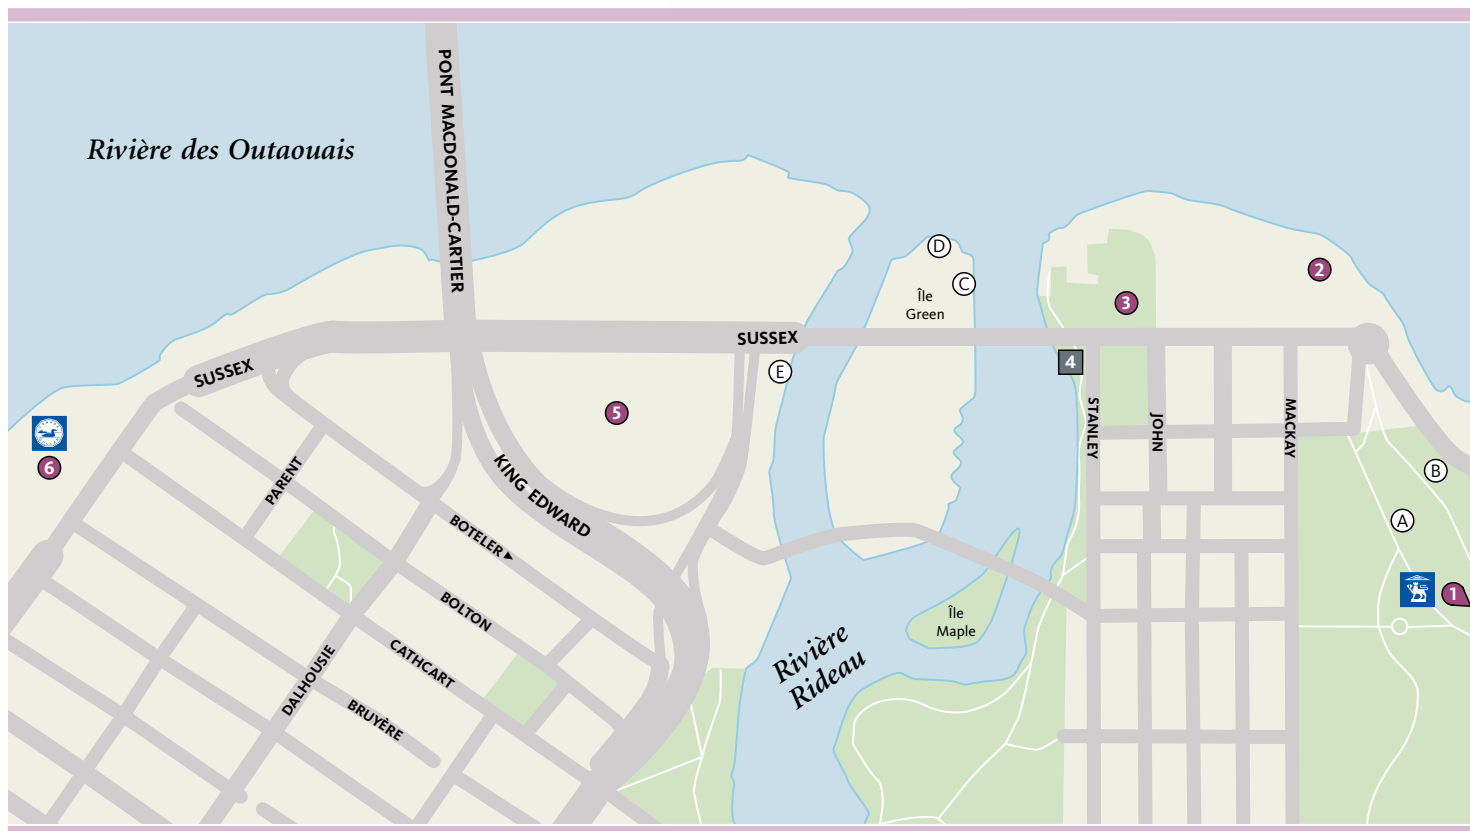 PONT MACDONALD-CARTIER
Rivière des Outaouais
D
2
C
Île
Green
3
SUSSEX
4
SUSSEX
E
5
STANLEY
JOHN
MACKAY
6
B
PARENT
KING EDWARD
A
BOTELER
1
BOLTON
Île
Maple
CATHCART
Rivière
Rideau
DALHOUSIE
BRUYÈRE